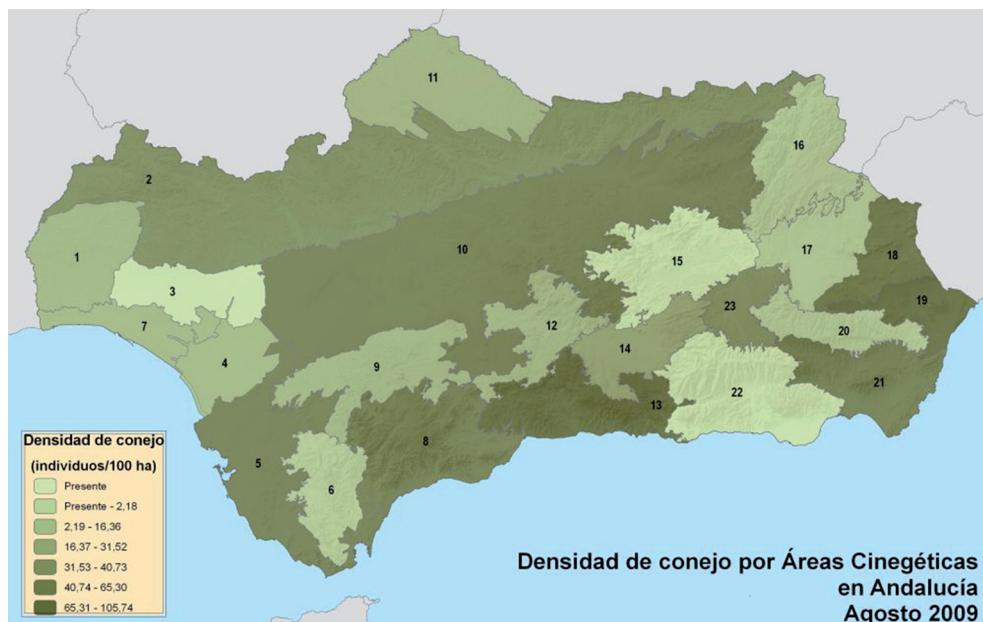 11
2
16
1
10
17
18
15
3
19
23
7
12
20
14
4
9
21
22
13
8
5
6
Densidad de conejo
(individuos/100 ha)
Presente
Presente - 2,18
2,19 - 16,36
16,37 - 31,52
31,53 - 40,73
40,74 - 65,30
65,31 - 105,74
Densidad de conejo por Áreas Cinegéticas
en Andalucía
Agosto 2009